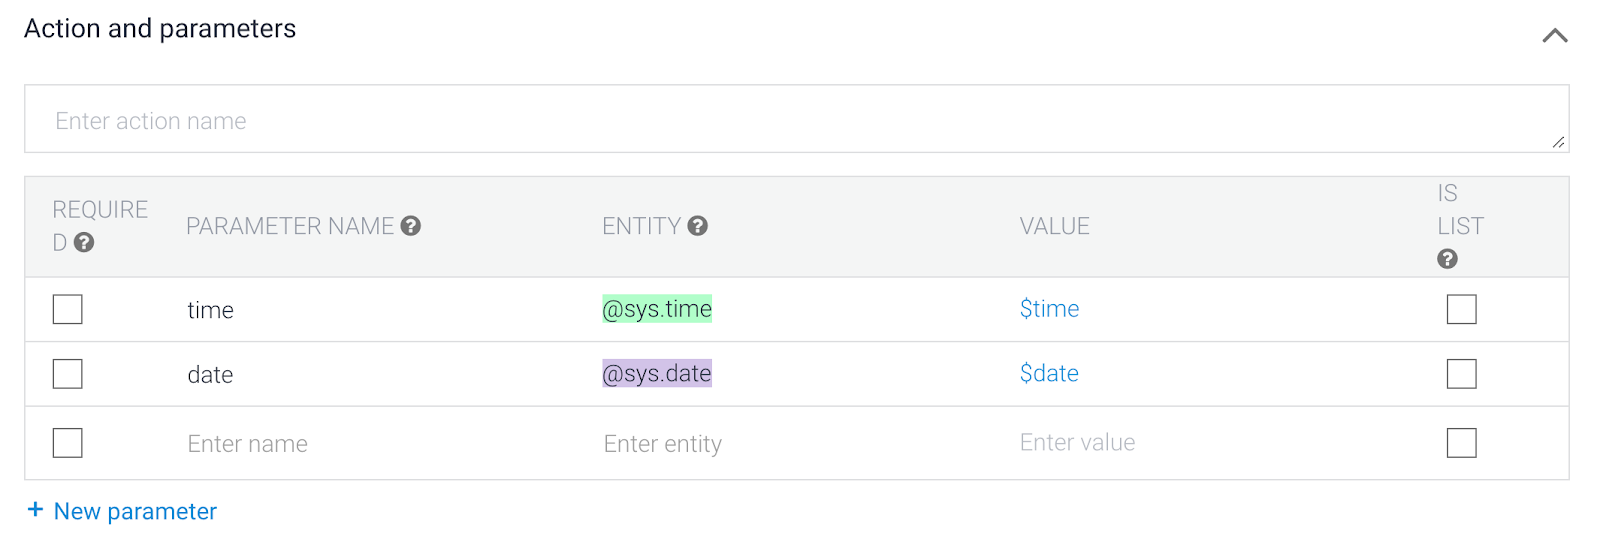 Action and parameters
Enter action name
REQUIRE
D ?
PARAMETER NAME ?
ENTITY ?
VALUE
IS
LIST
?
time @sys.time $time
date @sys.date $date
Enter name Enter entity Enter value
+ New parameter